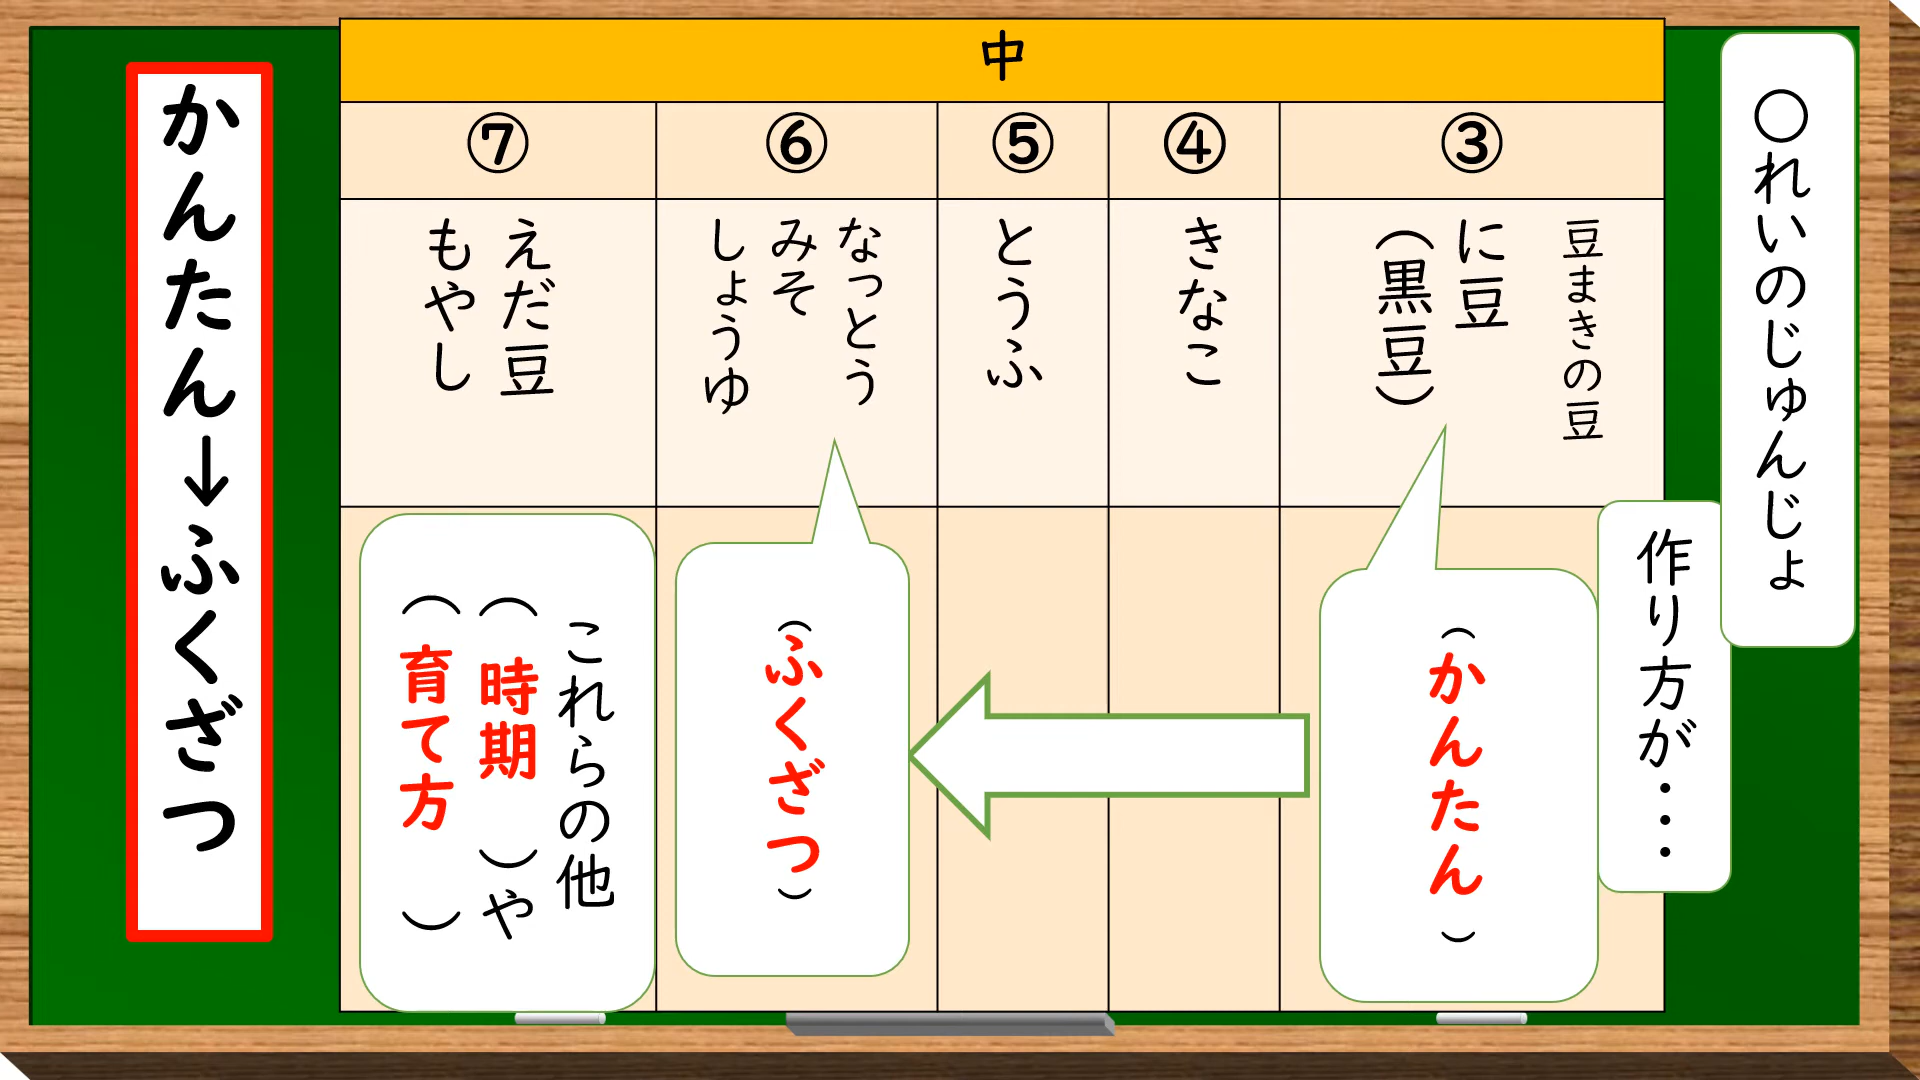 ○れいのじゅんじょ
作り方が・・・
中
③
豆まきの豆
に豆
（黒豆）
（かんたん）
④
きなこ
⑤
とうふ
⑥
なっとう
みそ
しょうゆ
（ふくざつ）
⑦
えだ豆
もやし
これらの他
（時期）や
（育て方）
かんたん→ふくざつ